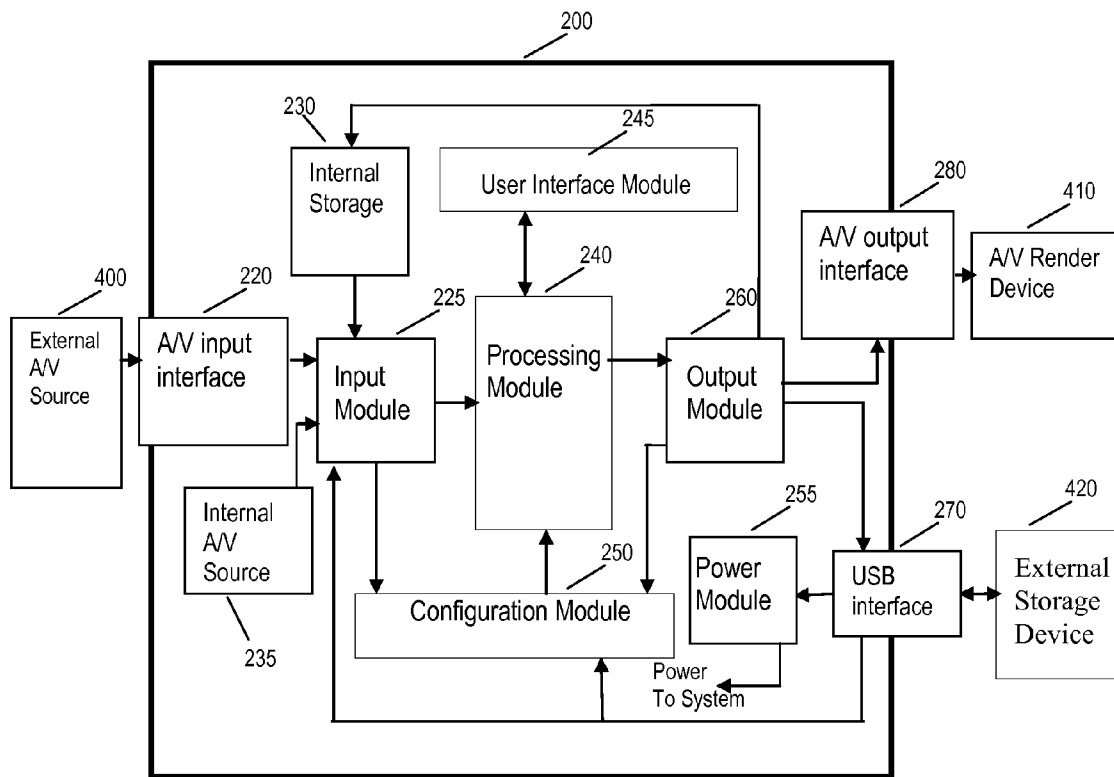 200
230
245
Internal
Storage
User Interface Module
280
A/V output
interface
410
A/V Render
Device
400
220
240
225
260
External
A/V
Source
A/V input
interface
Input
Module
Processing
Module
Output
Module
Internal
A/V
Source
235
250
Configuration Module
255
Power
Module
270
USB
interface
420
External
Storage
Device
Power
To System